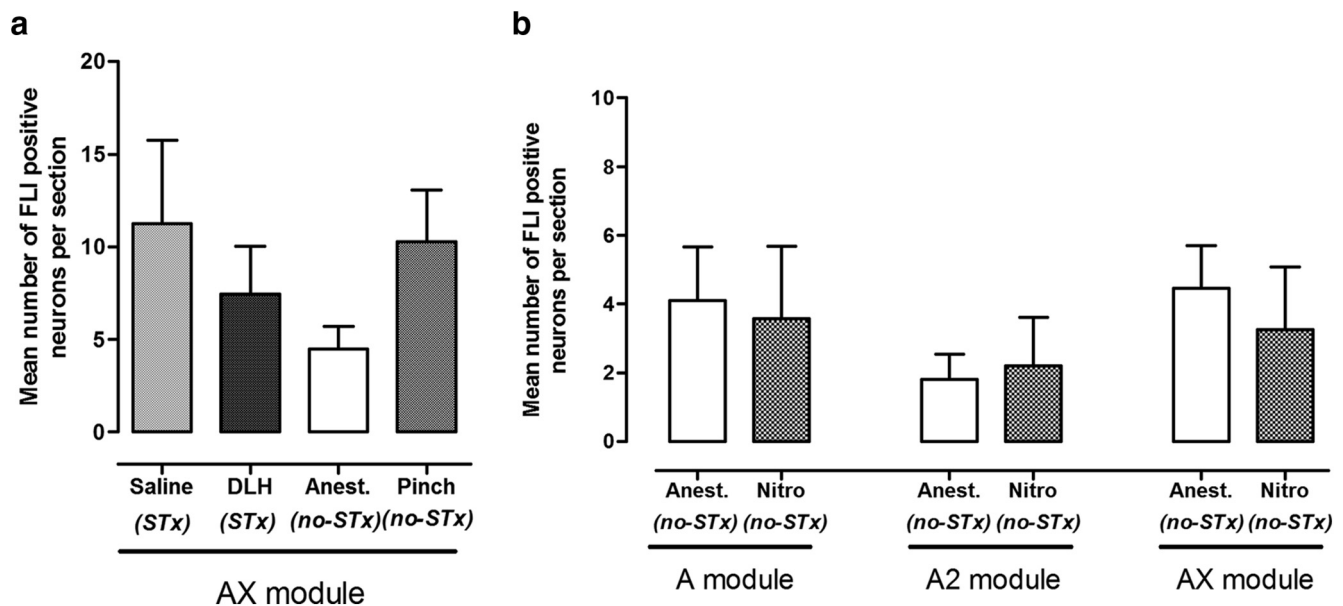 a
Mean number of FLI positive
neurons per section
20
15
10
5
0
Saline DLH Anest. Pinch
(STx) (STx) (no-STx) (no-STx)
AX module
b
Mean number of FLI positive
neurons per section
10
8
6
4
2
0
Anest. Nitro Anest. Nitro Anest. Nitro
(no-STx) (no-STx) (no-STx) (no-STx) (no-STx) (no-STx)
A module A2 module AX module